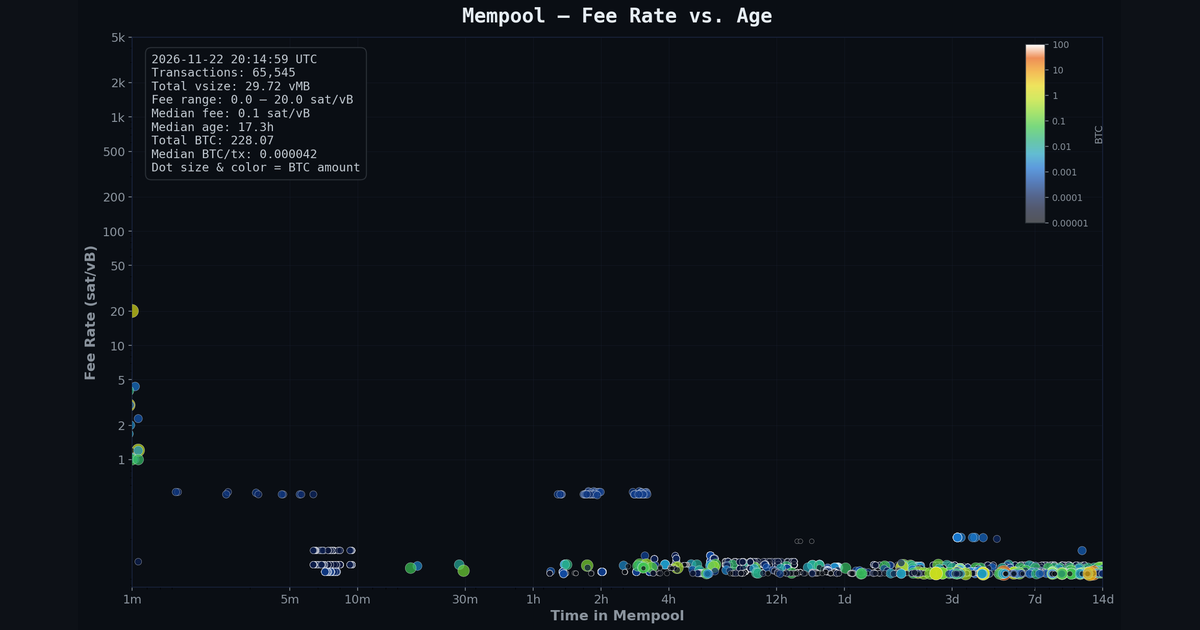 Mempool — Fee Rate vs. Age
2026-11-22 20:14:59 UTC
Transactions: 65,545
Total vsize: 29.72 vMB
Fee range: 0.0 — 20.0 sat/vB
Median fee: 0.1 sat/vB
Median age: 17.3h
Total BTC: 228.07
Median BTC/tx: 0.000042
Dot size & color = BTC amount
100
10
1
0.1
0.01
0.001
0.0001
0.00001
BTC
Fee Rate (sat/vB)
5k
2k
1k
500
200
100
50
20
10
5
2
1
1m
5m
10m
30m
1h
2h
4h
12h
1d
3d
7d
14d
Time in Mempool